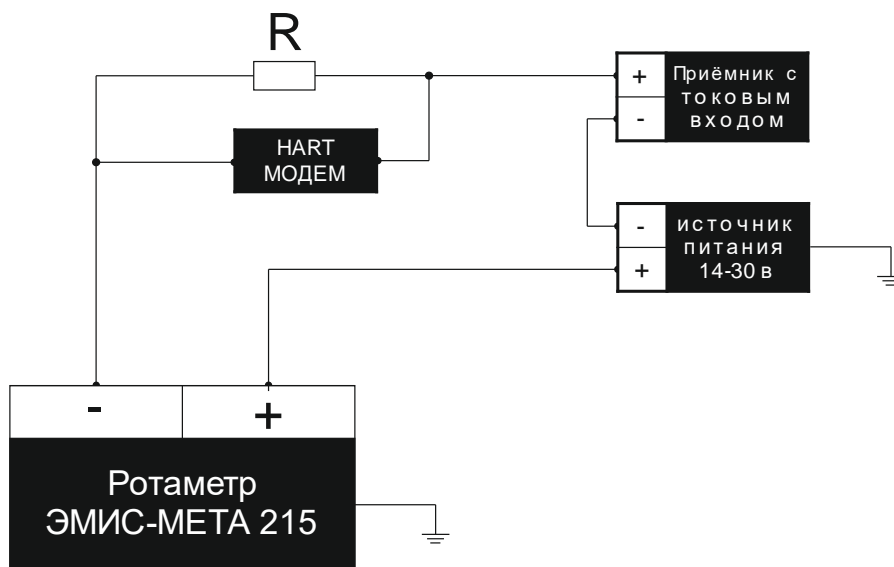 R
+
Приёмник с
токовым
входом
-
HART
МОДЕМ
-
источник
питания
14-30 в
+
-
+
Ротаметр
ЭМИС-МЕТА 215